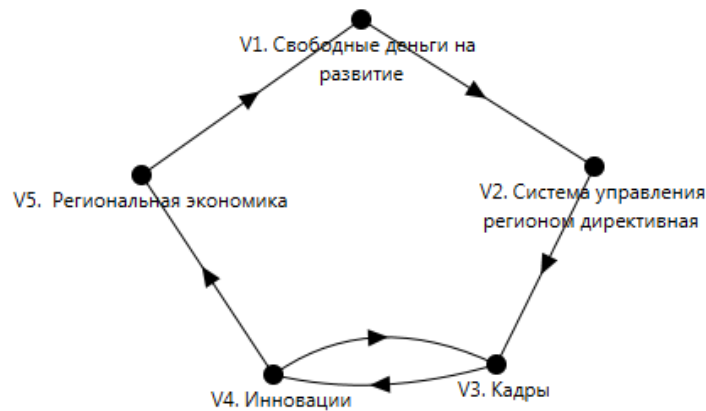 V1. Свободные деньги на
развитие
V2. Система управления
регионом директивная
V5.  Региональная экономика
V3. Кадры
V4. Инновации